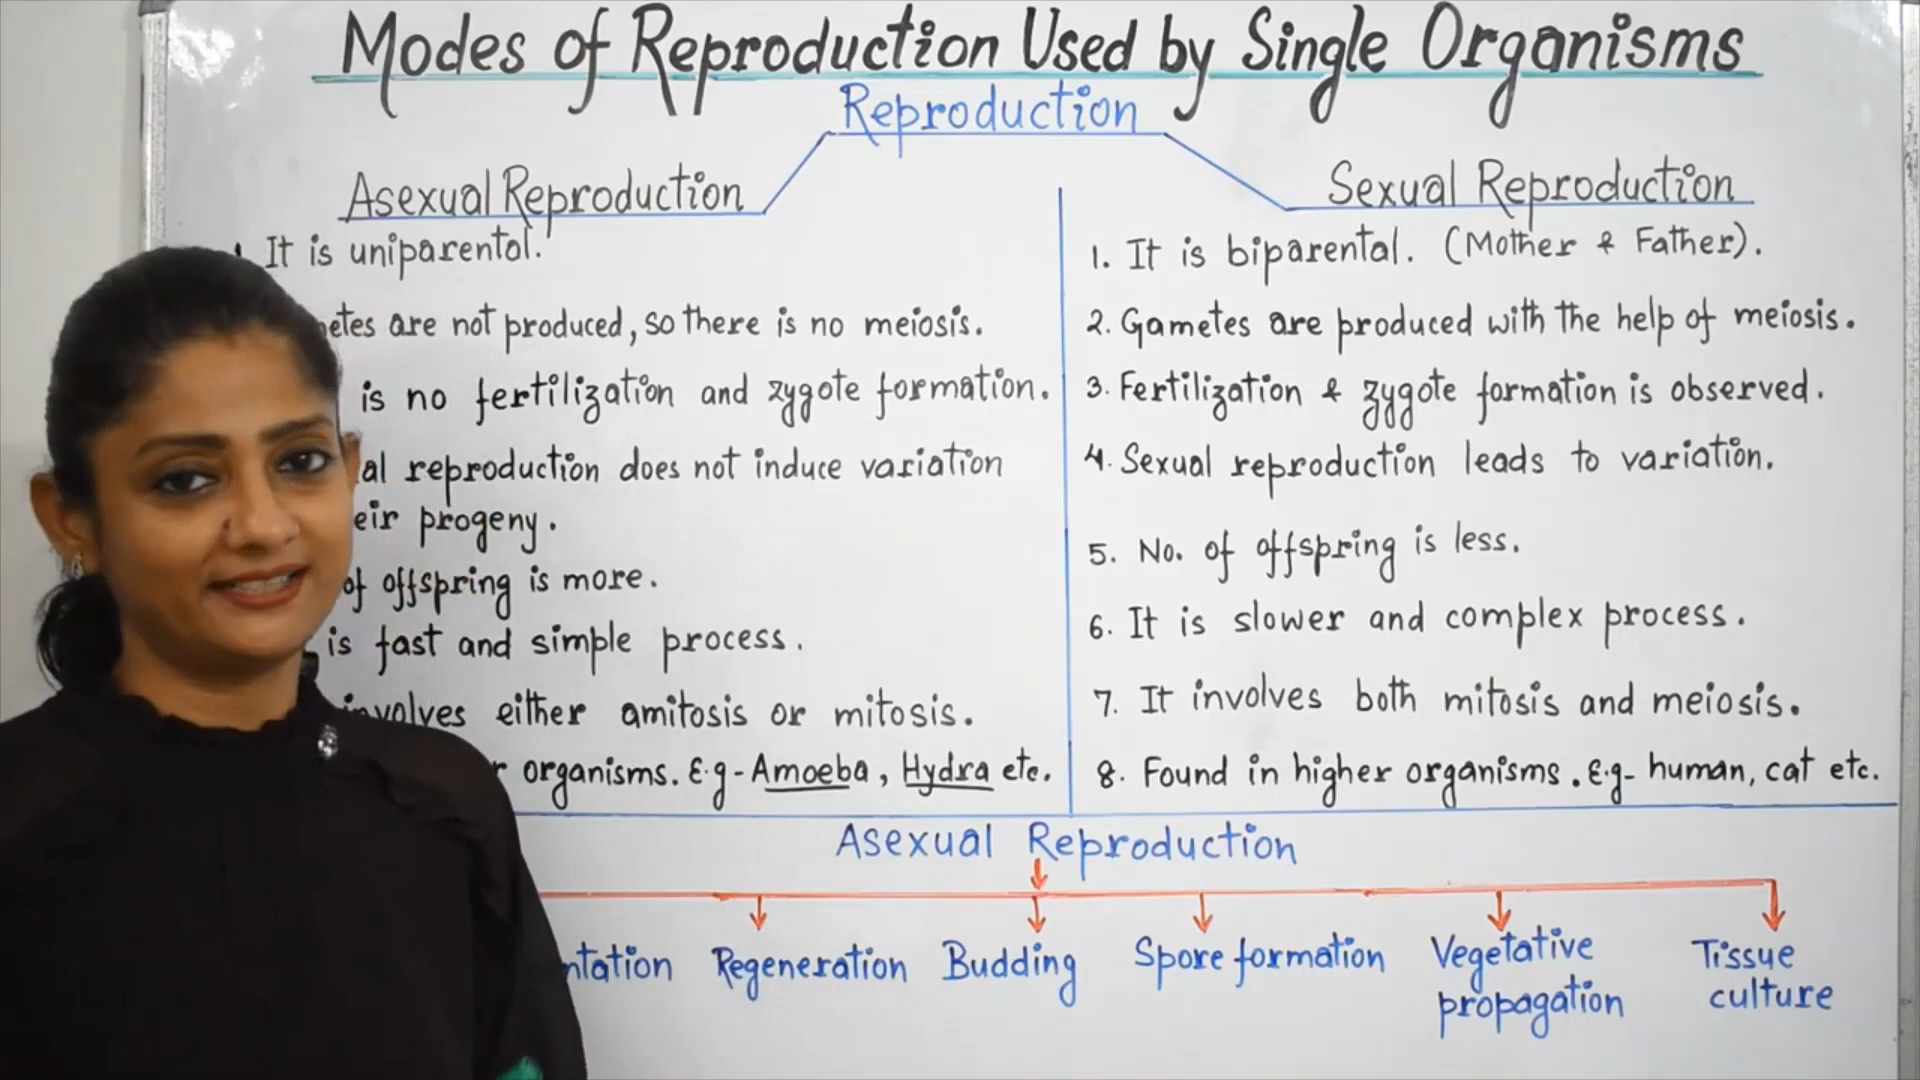 Modes of Reproduction Used by Single Organisms
Reproduction
Asexual Reproduction
It is uniparental.
are not produced, so there is no meiosis.
is no fertilization and zygote formation.
reproduction does not induce variation
progeny.
of offspring is more.
is fast and simple process.
involves either amitosis or mitosis.
organisms. E.g - Amoeba, Hydra etc.
Sexual Reproduction
1. It is biparental. (Mother & Father).
2. Gametes are produced with the help of meiosis.
3. Fertilization & zygote formation is observed.
4. Sexual reproduction leads to variation.
5. No. of offspring is less.
6. It is slower and complex process.
7. It involves both mitosis and meiosis.
8. Found in higher organisms. E.g- human, cat etc.
Asexual Reproduction
Regeneration
Budding
Spore formation
Vegetative
propagation
Tissue
culture